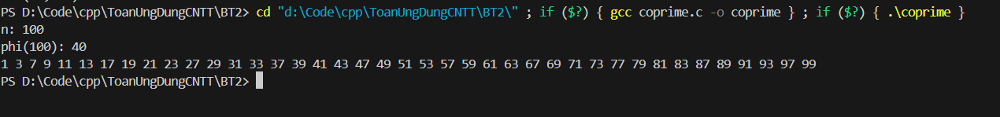 PS D:\Code\cpp\ToanUngDungCNTT\BT2> cd "d:\Code\cpp\ToanUngDungCNTT\BT2\" ; if ($?) { gcc coprime.c -o coprime } ; if ($?) { .\coprime }
n: 100
phi(100): 40
1 3 7 9 11 13 17 19 21 23 27 29 31 33 37 39 41 43 47 49 51 53 57 59 61 63 67 69 71 73 77 79 81 83 87 89 91 93 97 99
PS D:\Code\cpp\ToanUngDungCNTT\BT2>